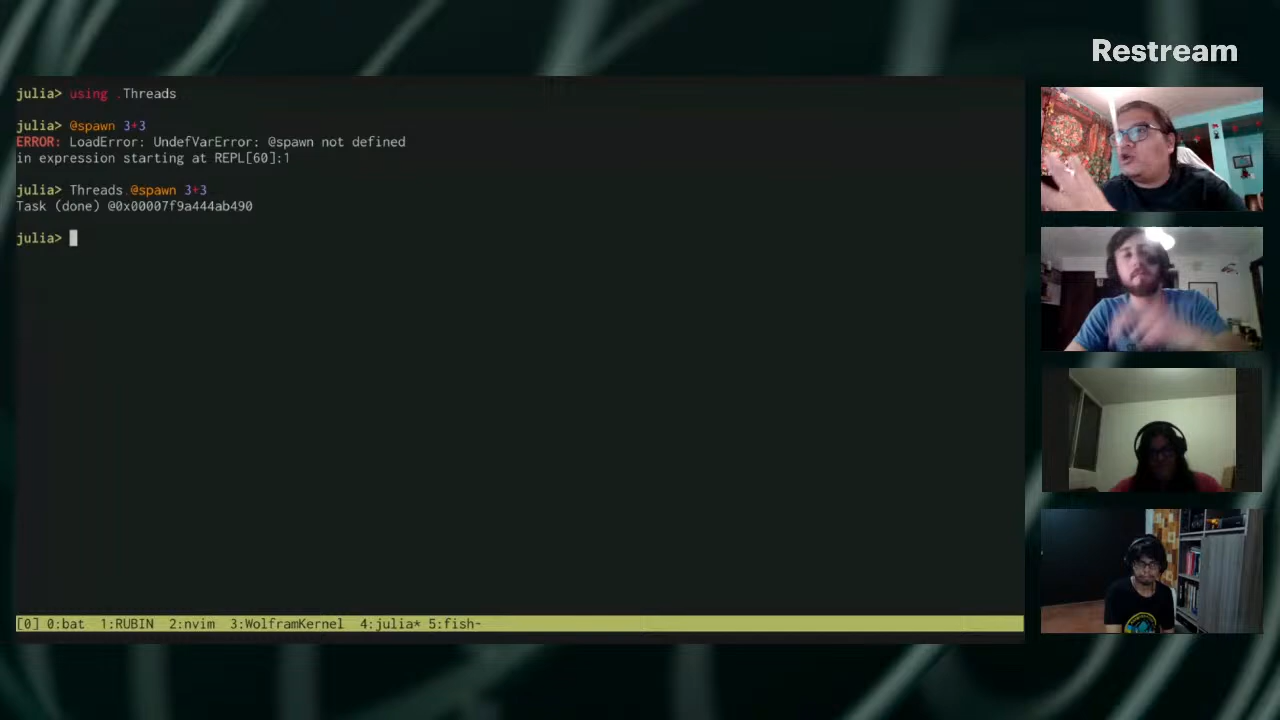 Restream
julia> using .Threads
julia> @spawn 3+3
ERROR: LoadError: UndefVarError: @spawn not defined
in expression starting at REPL[60]:1
julia> Threads.@spawn 3+3
Task (done) @0x00007f9a444ab490
julia>
[0] 0:bat 1:RUBIN 2:nvim 3:WolframKernel 4:julia* 5:fish-